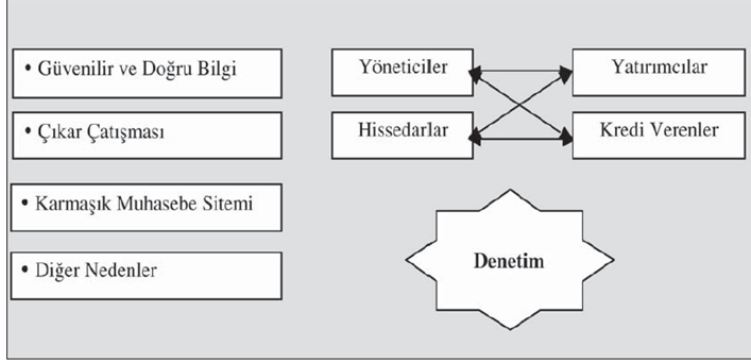 • Güvenilir ve Doğru Bilgi
• Çıkar Çatışması
• Karmaşık Muhasebe Sitemi
• Diğer Nedenler
Yöneticiler
Yatırımcılar
Hissedarlar
Kredi Verenler
Denetim